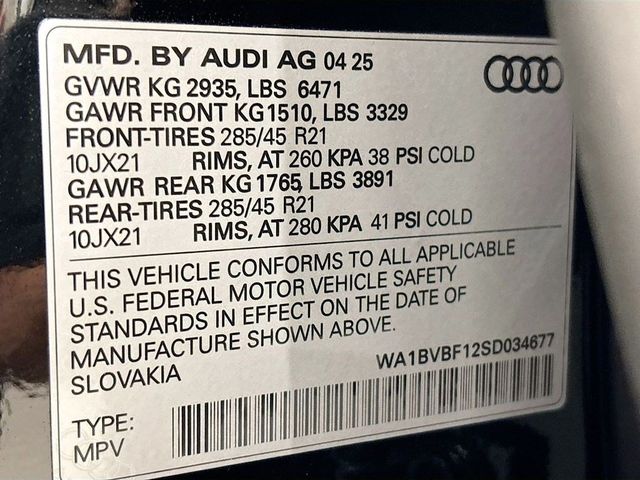 MFD. BY AUDI AG 04 25
GVWR KG 2935, LBS 6471
GAWR FRONT KG1510, LBS 3329
FRONT-TIRES 285/45 R21
10JX21 RIMS, AT 260 KPA 38 PSI COLD
GAWR REAR KG 1765, LBS 3891
REAR-TIRES 285/45 R21
10JX21 RIMS, AT 280 KPA 41 PSI COLD
THIS VEHICLE CONFORMS TO ALL APPLICABLE
U.S. FEDERAL MOTOR VEHICLE SAFETY
STANDARDS IN EFFECT ON THE DATE OF
MANUFACTURE SHOWN ABOVE.
SLOVAKIA WA1BVBF12SD034677
TYPE:
MPV